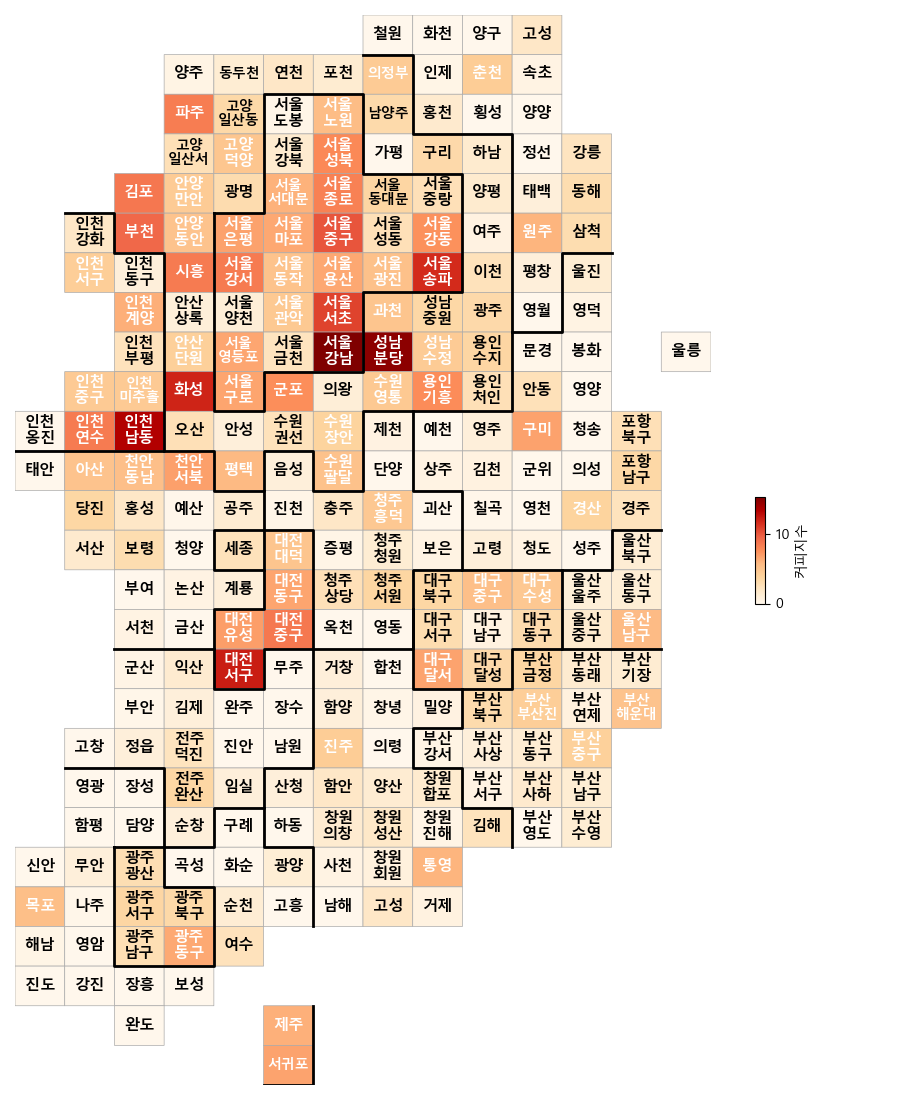 철원 화천 양구 고성
양주 동두천 연천 포천 의정부 인제 춘천 속초
파주 고양 일산동 서울 도봉 서울 노원 남양주 홍천 횡성 양양
고양 일산서 고양 덕양 서울 강북 서울 성북 가평 구리 하남 정선 강릉
김포 안양 만안 광명 서울 서대문 서울 종로 서울 동대문 서울 중랑 양평 태백 동해
인천 강화 부천 안양 동안 서울 은평 서울 마포 서울 중구 서울 성동 서울 강동 여주 원주 삼척
인천 서구 인천 동구 시흥 서울 강서 서울 동작 서울 용산 서울 광진 서울 송파 이천 평창 울진
인천 계양 안산 상록 서울 양천 서울 관악 서울 서초 과천 성남 중원 광주 영월 영덕
인천 부평 안산 단원 서울 영등포 서울 금천 서울 강남 성남 분당 성남 수정 용인 수지 문경 봉화 울릉
인천 중구 인천 미추홀 화성 서울 구로 군포 의왕 수원 영통 용인 기흥 용인 처인 안동 영양
인천 옹진 인천 연수 인천 남동 오산 안성 수원 권선 수원 장안 제천 예천 영주 구미 청송 포항 북구
태안 아산 천안 동남 천안 서북 평택 음성 수원 팔달 단양 상주 김천 군위 의성 포항 남구
당진 홍성 예산 공주 진천 충주 청주 흥덕 괴산 칠곡 영천 경산 경주
서산 보령 청양 세종 대전 대덕 증평 청주 청원 보은 고령 청도 성주 울산 북구
부여 논산 계룡 대전 동구 청주 상당 청주 서원 대구 북구 대구 중구 대구 수성 울산 울주 울산 동구
서천 금산 대전 유성 대전 중구 옥천 영동 대구 서구 대구 남구 대구 동구 울산 중구 울산 남구
군산 익산 대전 서구 무주 거창 합천 대구 달서 대구 달성 부산 금정 부산 동래 부산 기장
부안 김제 완주 장수 함양 창녕 밀양 부산 북구 부산 부산진 부산 연제 부산 해운대
고창 정읍 전주 덕진 진안 남원 진주 의령 부산 강서 부산 사상 부산 동구 부산 중구
영광 장성 전주 완산 임실 산청 함안 양산 창원 합포 부산 서구 부산 사하 부산 남구
함평 담양 순창 구례 하동 창원 의창 창원 성산 창원 진해 김해 부산 영도 부산 수영
신안 무안 광주 광산 곡성 화순 광양 사천 창원 회원 통영
목포 나주 광주 서구 광주 북구 순천 고흥 남해 고성 거제
해남 영암 광주 남구 광주 동구 여수
진도 강진 장흥 보성
완도 제주
서귀포
10
0
커피지수